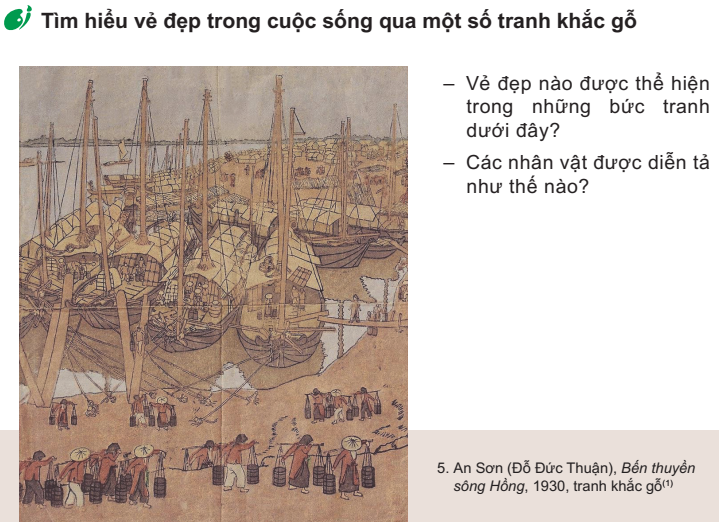 Tìm hiểu vẻ đẹp trong cuộc sống qua một số tranh khắc gỗ
– Vẻ đẹp nào được thể hiện
trong những bức tranh
dưới đây?
– Các nhân vật được diễn tả
như thế nào?
5. An Sơn (Đỗ Đức Thuận), Bến thuyền
sông Hồng, 1930, tranh khắc gỗ(1)